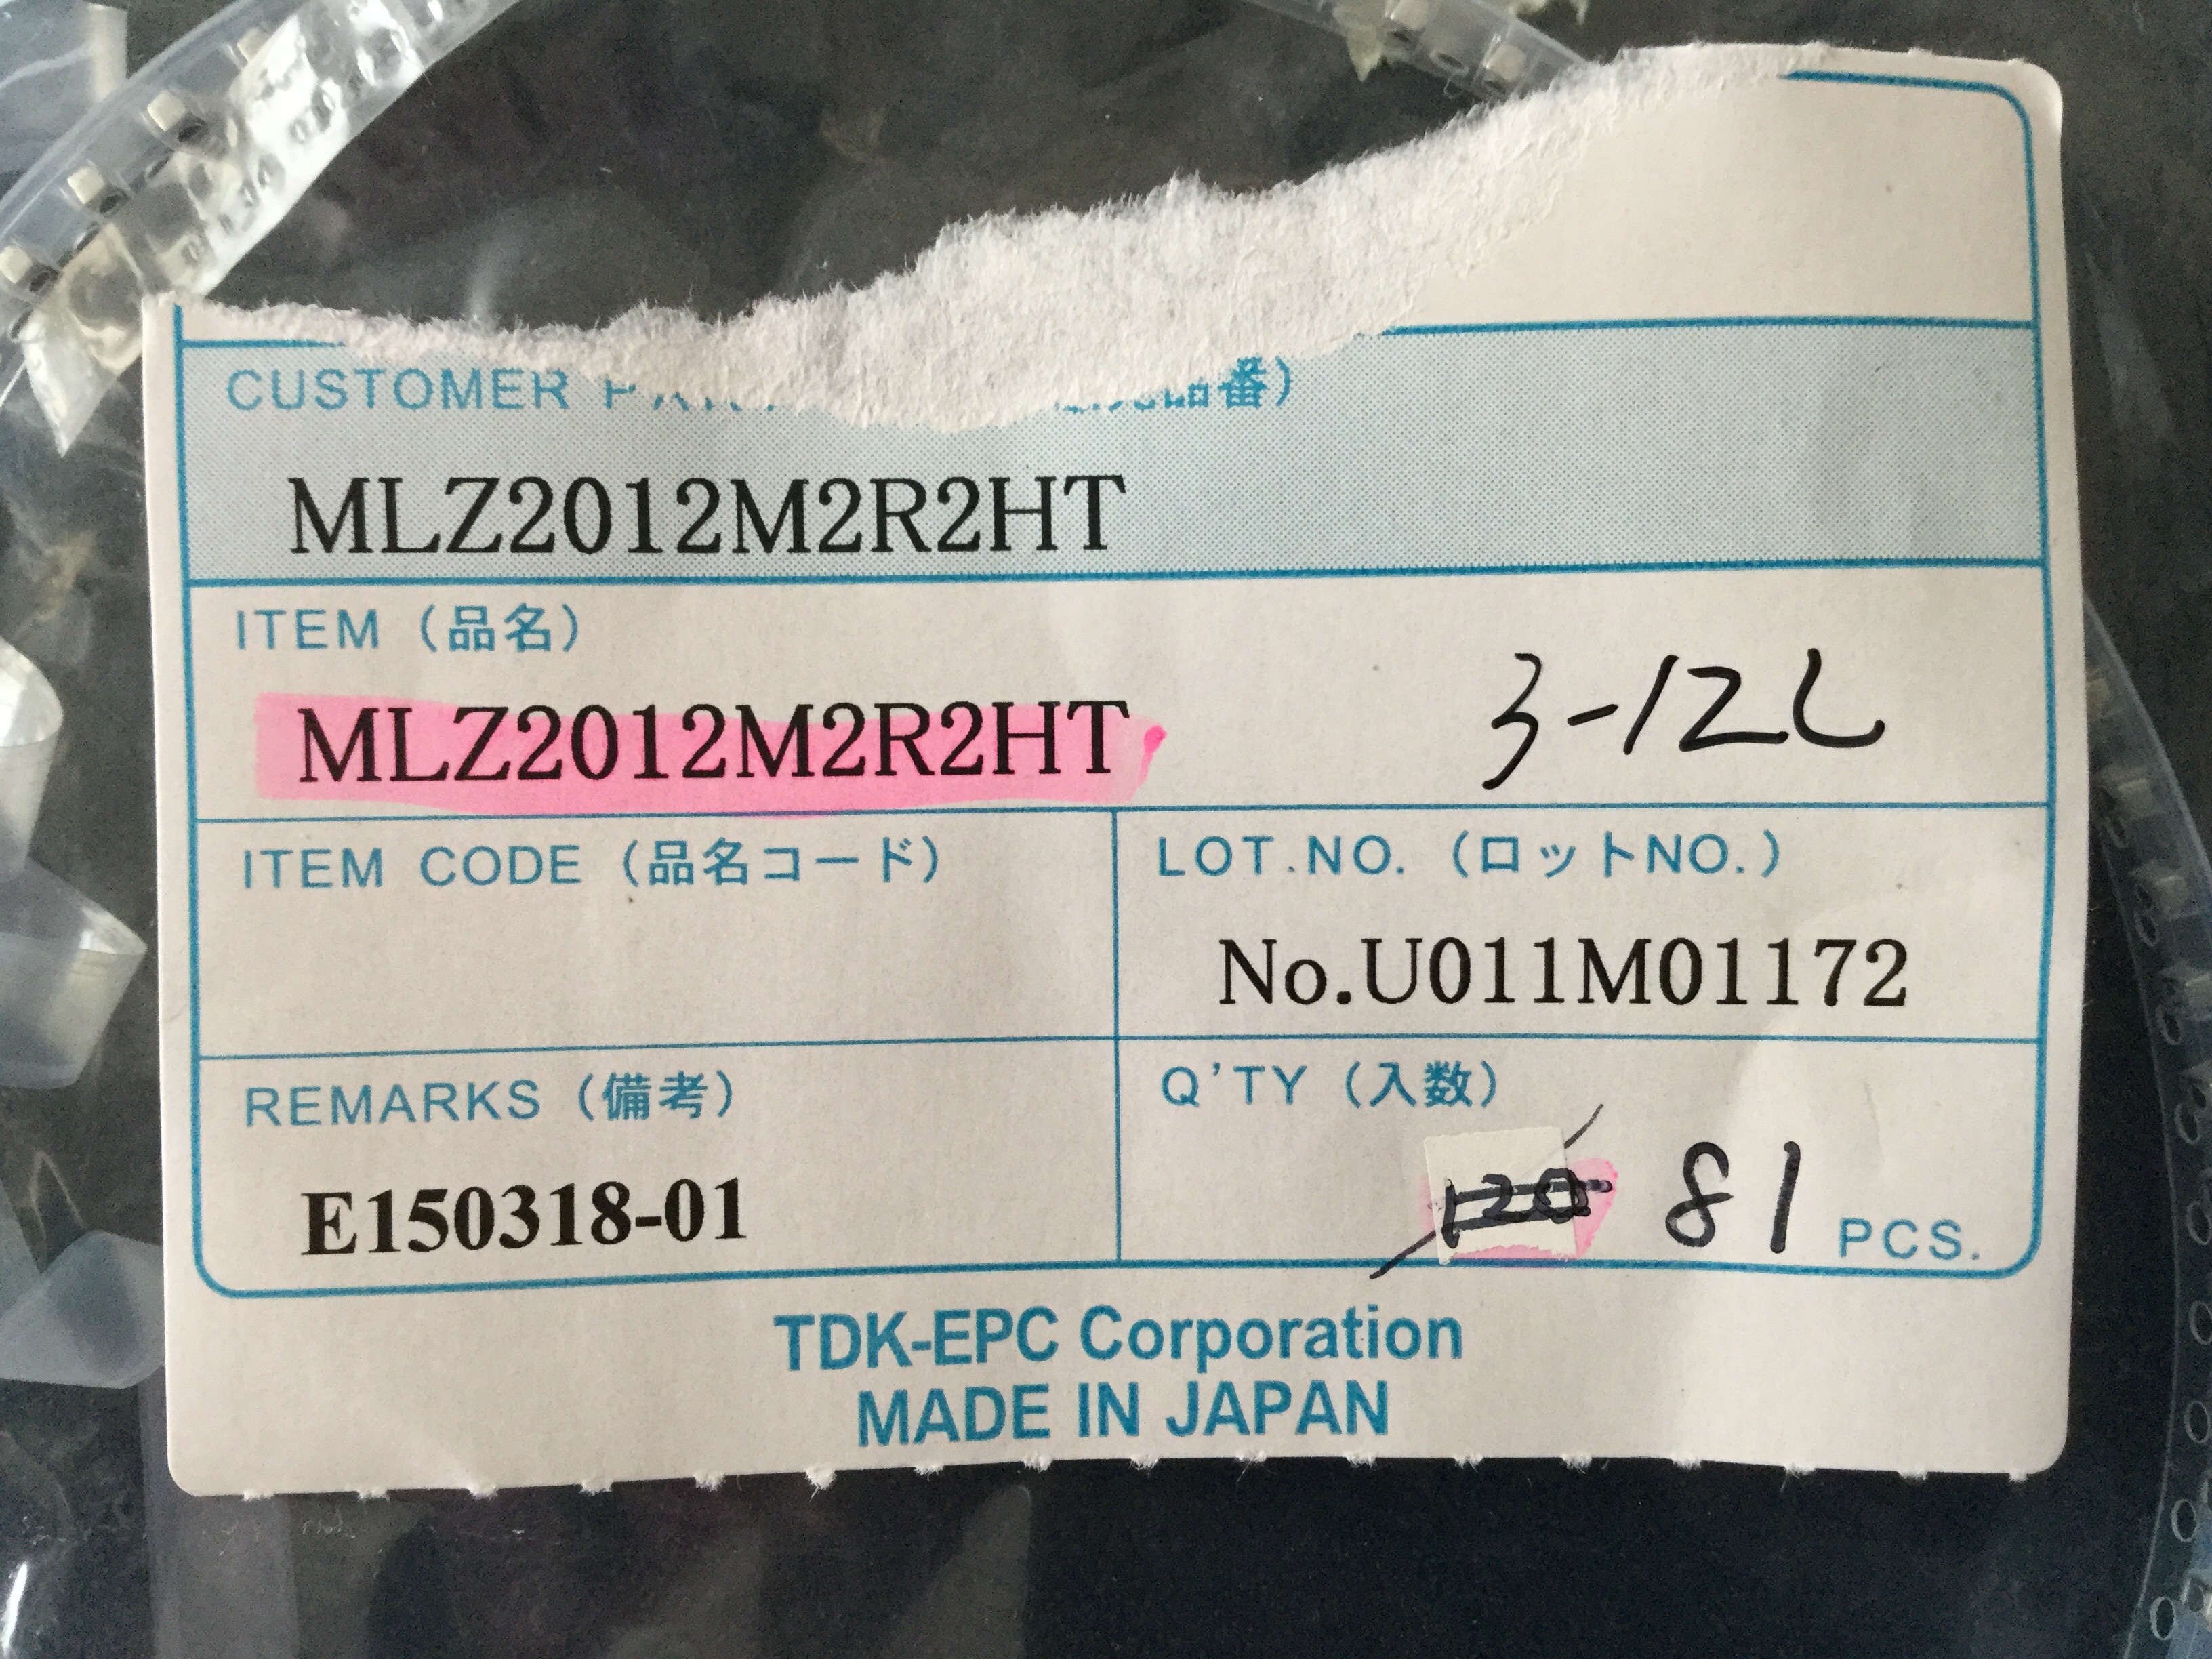 CUSTOMER 品番)
MLZ2012M2R2HT
ITEM (品名)
MLZ2012M2R2HT
3-12L
ITEM CODE (品名コード)
LOT.NO. (ロットNO.)
No.U011M01172
REMARKS (備考)
E150318-01
Q'TY (入数)
120 81 PCS.
TDK-EPC Corporation
MADE IN JAPAN